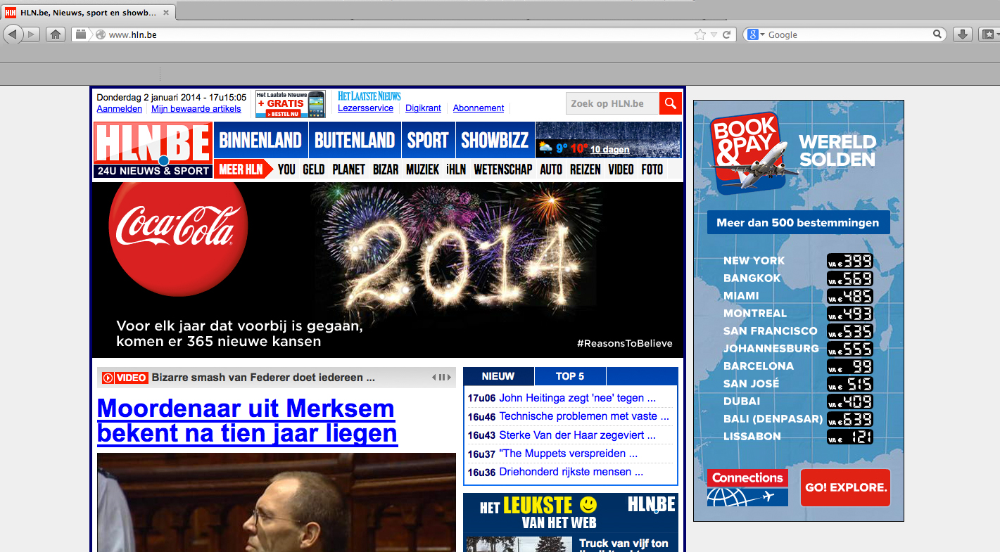 HLN HLN.be, Nieuws, sport en showb...
www.hln.be
Google
Donderdag 2 januari 2014 - 17u15:05
Aanmelden
Mijn bewaarde artikels
Het Laatste Nieuws
+ GRATIS
> BESTEL NU
HET LAATSTE NIEUWS
Lezersservice
Digikrant
Abonnement
Zoek op HLN.be
HLN.BE
24U NIEUWS & SPORT
BINNENLAND
BUITENLAND
SPORT
SHOWBIZZ
9° 10° 10 dagen
MEER HLN YOU GELD PLANET BIZAR MUZIEK iHLN WETENSCHAP AUTO REIZEN VIDEO FOTO
Coca-Cola
2014
Voor elk jaar dat voorbij is gegaan,
komen er 365 nieuwe kansen
#ReasonsToBelieve
VIDEO Bizarre smash van Federer doet iedereen ...
Moordenaar uit Merksem
bekent na tien jaar liegen
NIEUW TOP 5
17u06 John Heitinga zegt 'nee' tegen ...
16u46 Technische problemen met vaste ...
16u43 Sterke Van der Haar zegeviert ...
16u37 "The Muppets verspreiden ...
16u36 Driehonderd rijkste mensen ...
HET LEUKSTE
VAN HET WEB
HLN.BE
Truck van vijf ton
BOOK
&PAY
WERELD
SOLDEN
Meer dan 500 bestemmingen
NEW YORK VA € 399
BANGKOK VA € 569
MIAMI VA € 485
MONTREAL VA € 493
SAN FRANCISCO VA € 535
JOHANNESBURG VA € 555
BARCELONA VA € 99
SAN JOSÉ VA € 515
DUBAI VA € 409
BALI (DENPASAR) VA € 639
LISSABON VA € 121
Connections
GO! EXPLORE.